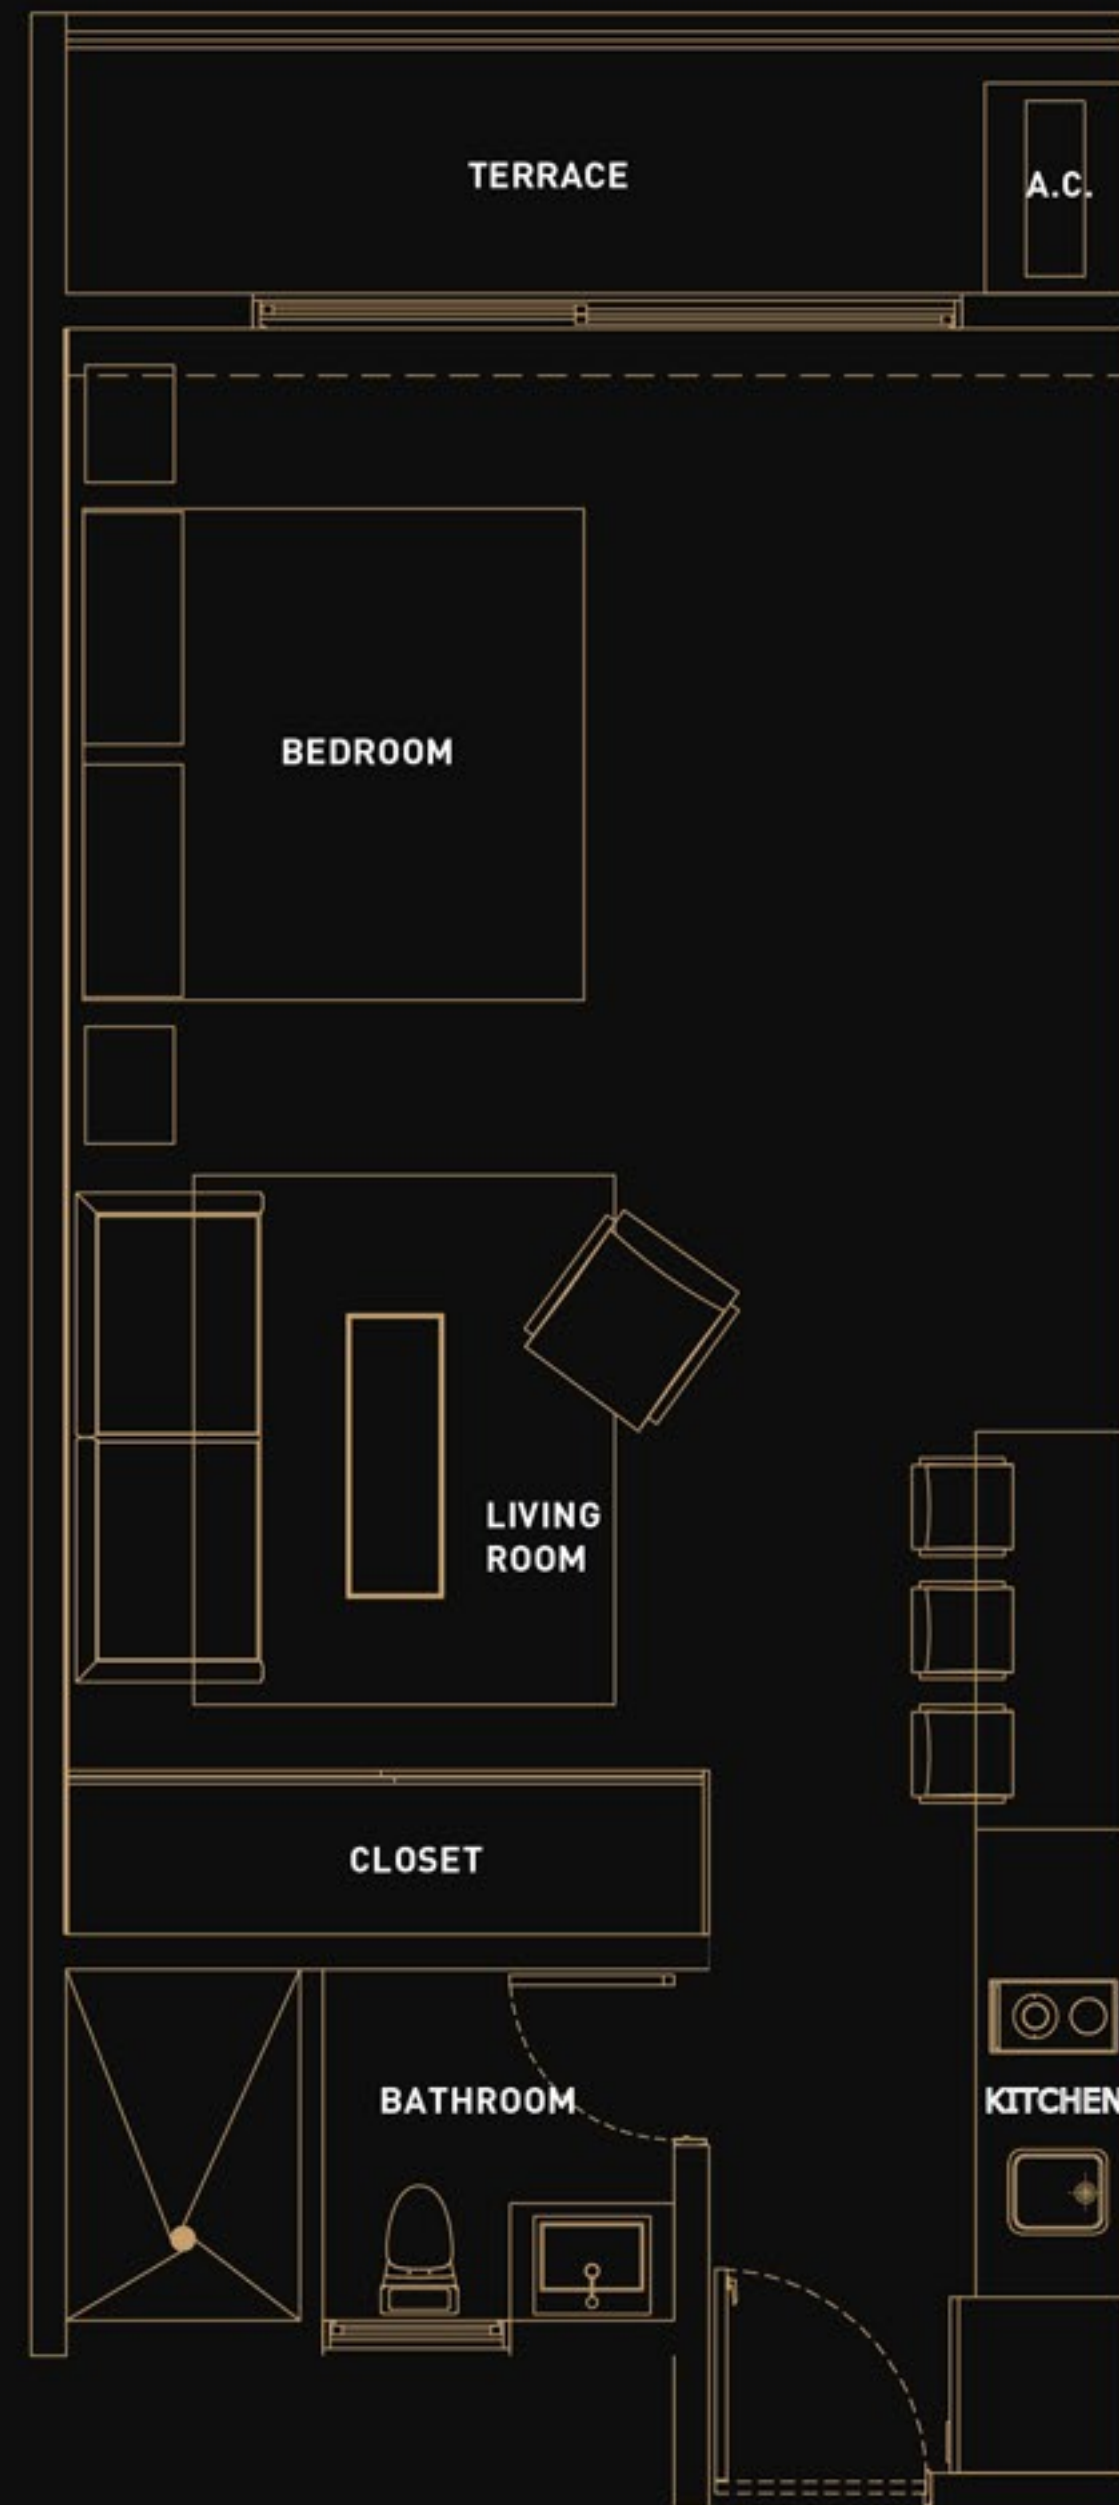 TERRACE
A.C.
BEDROOM
LIVING
ROOM
CLOSET
BATHROOM
KITCHEN